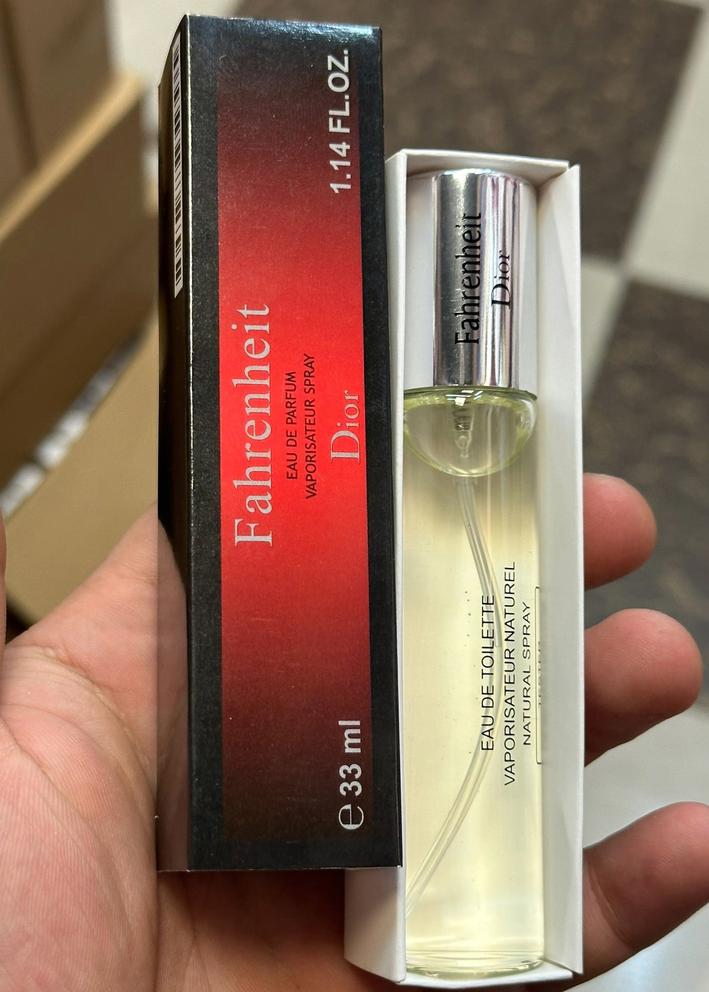 Fahrenheit
EAU DE PARFUM
VAPORISATEUR SPRAY
Dior
e 33 ml
1.14 FL.OZ.
Fahrenheit
Dior
EAU DE TOILETTE
VAPORISATEUR NATUREL
NATURAL SPRAY